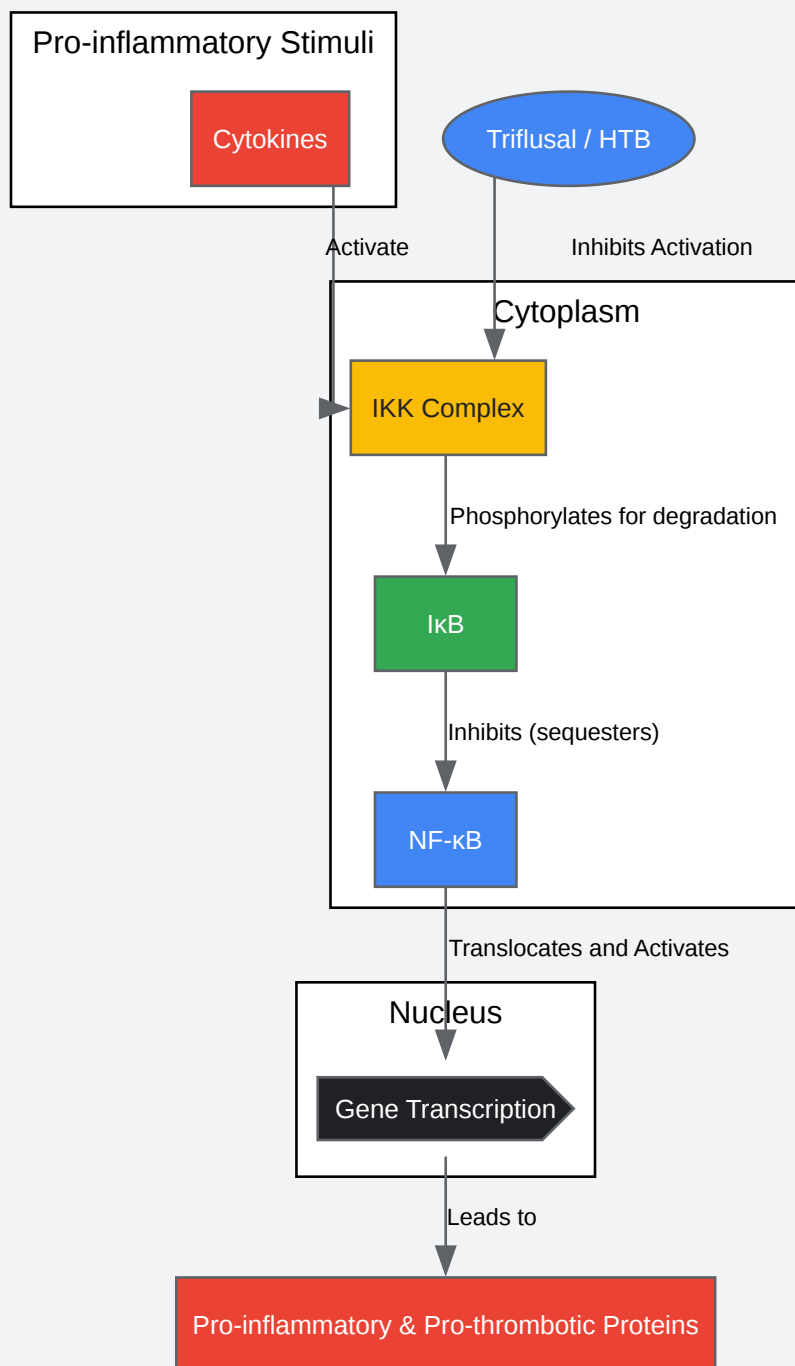 Pro-inflammatory Stimuli
Cytokines
Triflusal / HTB
Activate
Inhibits Activation
Cytoplasm
IKK Complex
Phosphorylates for degradation
IκB
Inhibits (sequesters)
NF-κB
Translocates and Activates
Nucleus
Gene Transcription
Leads to
Pro-inflammatory & Pro-thrombotic Proteins